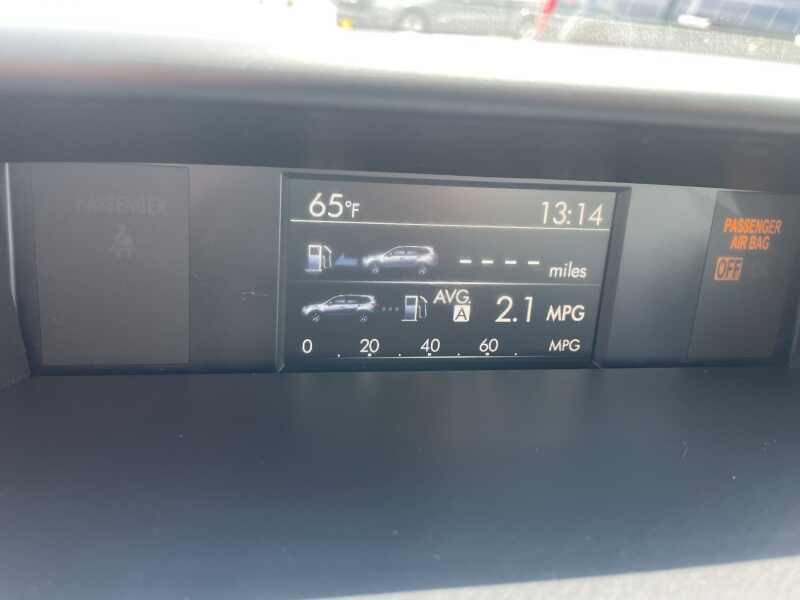 PASSENGER
65°F 13:14
- - - - miles
AVG. A 2.1 MPG
0 20 40 60 MPG
PASSENGER
AIR BAG
OFF